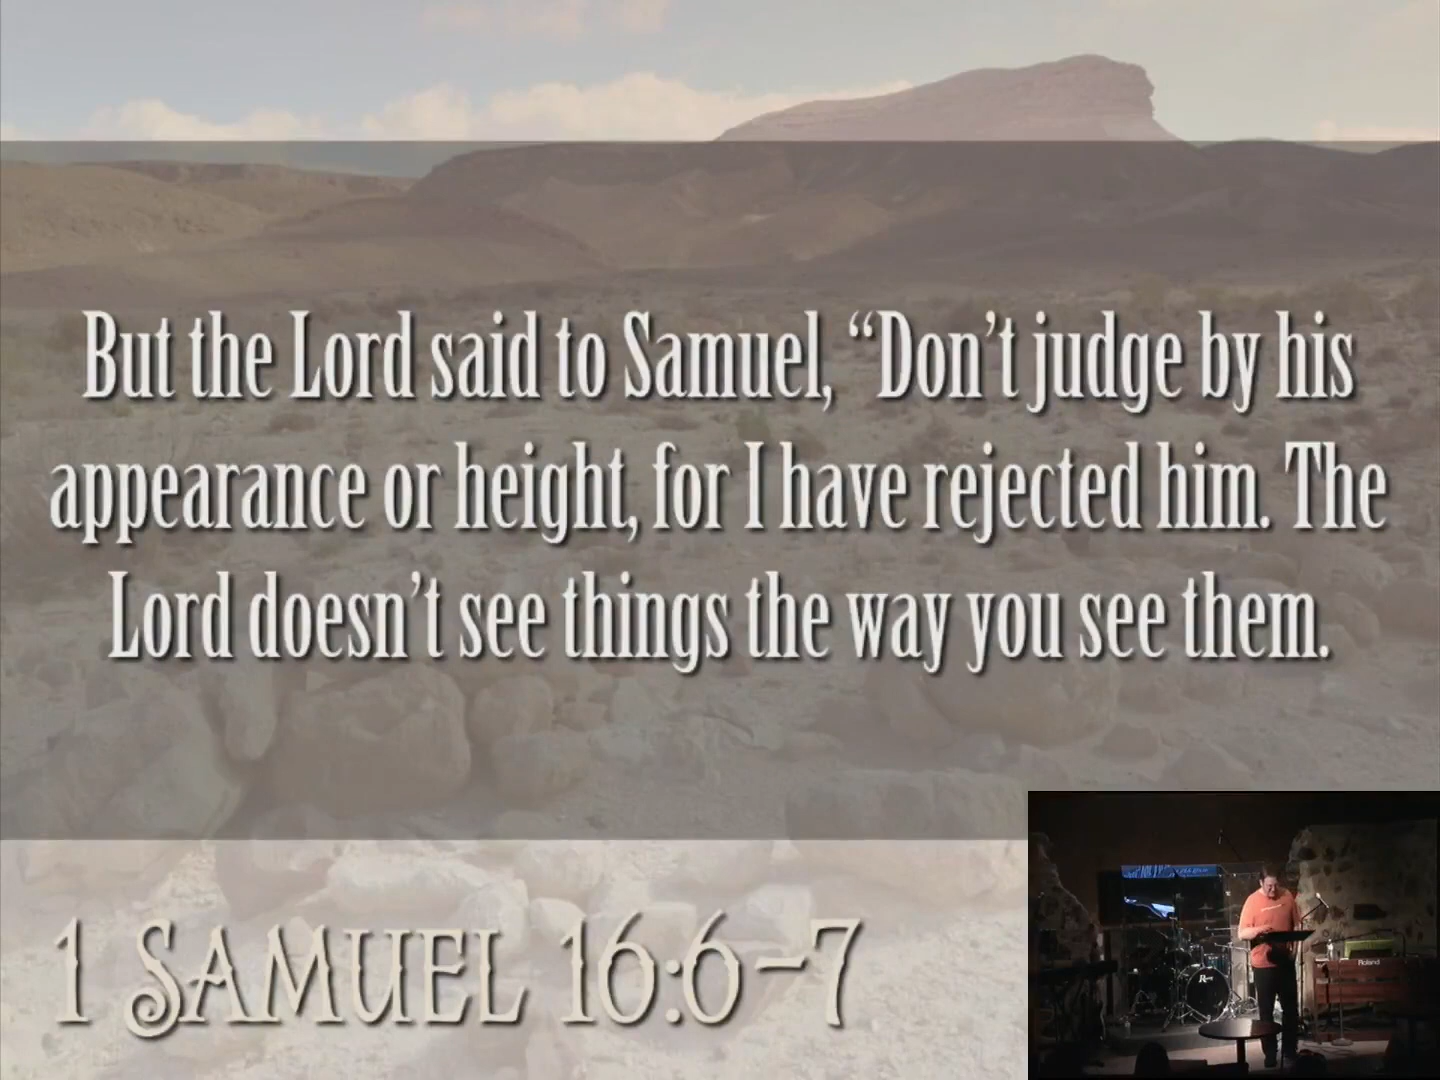 But the Lord said to Samuel, “Don’t judge by his
appearance or height, for I have rejected him. The
Lord doesn’t see things the way you see them.
1 SAMUEL 16:6-7
Roland